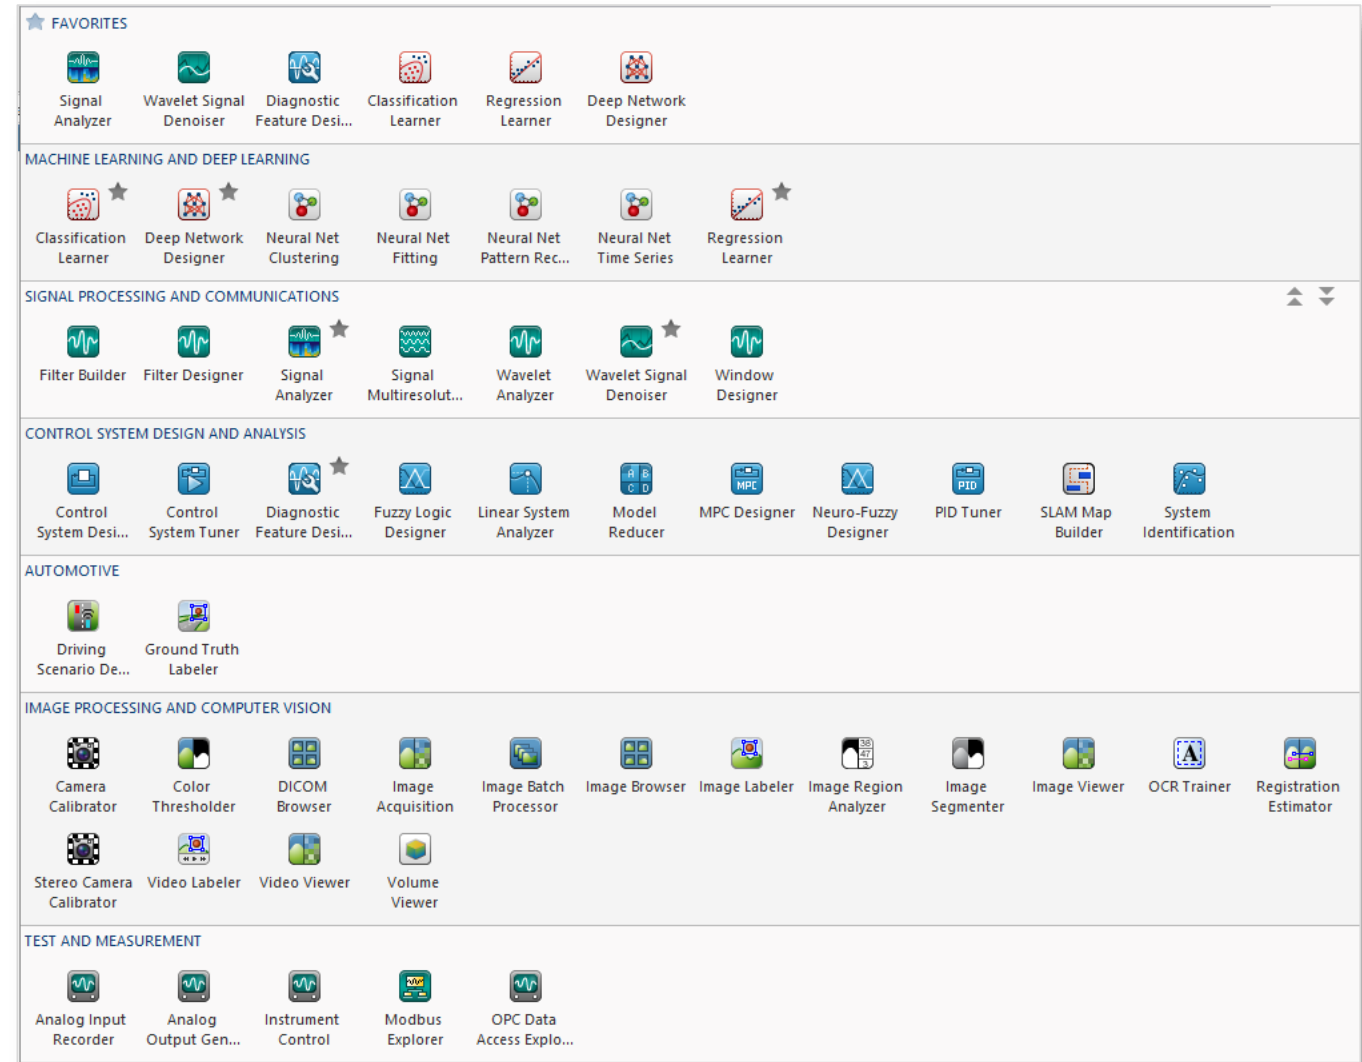 FAVORITES
Signal Analyzer
Wavelet Signal Denoiser
Diagnostic Feature Desi...
Classification Learner
Regression Learner
Deep Network Designer
MACHINE LEARNING AND DEEP LEARNING
Classification Learner
Deep Network Designer
Neural Net Clustering
Neural Net Fitting
Neural Net Pattern Rec...
Neural Net Time Series
Regression Learner
SIGNAL PROCESSING AND COMMUNICATIONS
Filter Builder
Filter Designer
Signal Analyzer
Signal Multiresolut...
Wavelet Analyzer
Wavelet Signal Denoiser
Window Designer
CONTROL SYSTEM DESIGN AND ANALYSIS
A B
C D
MPC
PID
Control System Desi...
Control System Tuner
Diagnostic Feature Desi...
Fuzzy Logic Designer
Linear System Analyzer
Model Reducer
MPC Designer
Neuro-Fuzzy Designer
PID Tuner
SLAM Map Builder
System Identification
AUTOMOTIVE
Driving Scenario De...
Ground Truth Labeler
IMAGE PROCESSING AND COMPUTER VISION
38
47
3
A
Camera Calibrator
Color Thresholder
DICOM Browser
Image Acquisition
Image Batch Processor
Image Browser
Image Labeler
Image Region Analyzer
Image Segmenter
Image Viewer
OCR Trainer
Registration Estimator
Stereo Camera Calibrator
Video Labeler
Video Viewer
Volume Viewer
TEST AND MEASUREMENT
Analog Input Recorder
Analog Output Gen...
Instrument Control
Modbus Explorer
OPC Data Access Explo...